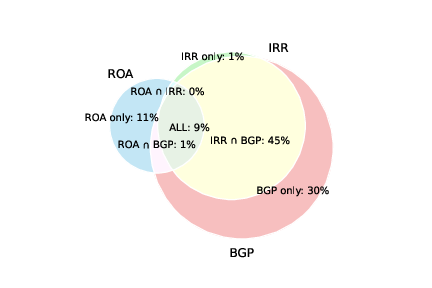 IRR
IRR only: 1%
ROA
ROA ∩ IRR: 0%
ROA only: 11%
ALL: 9%
ROA ∩ BGP: 1%
IRR ∩ BGP: 45%
BGP only: 30%
BGP